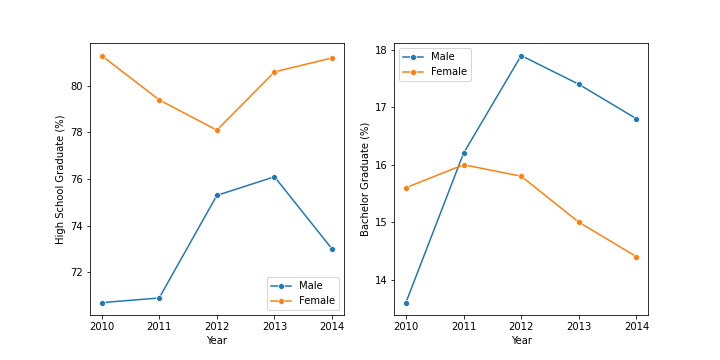 High School Graduate (%)
80
78
76
74
72
Male
Female
2010 2011 2012 2013 2014
Year
Bachelor Graduate (%)
18
17
16
15
14
Male
Female
2010 2011 2012 2013 2014
Year